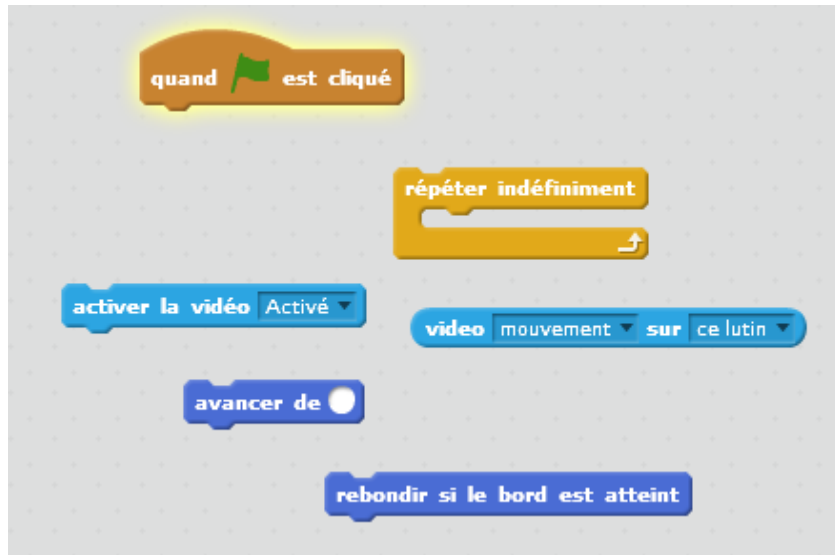 quand est cliqué
répéter indéfiniment
activer la vidéo Activé
video mouvement sur ce lutin
avancer de
rebondir si le bord est atteint